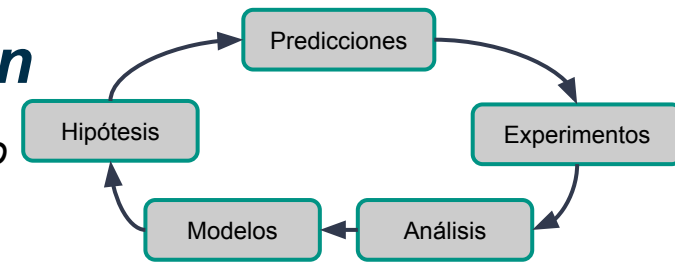 Predicciones
n
Hipótesis
Experimentos
o
Modelos
Análisis